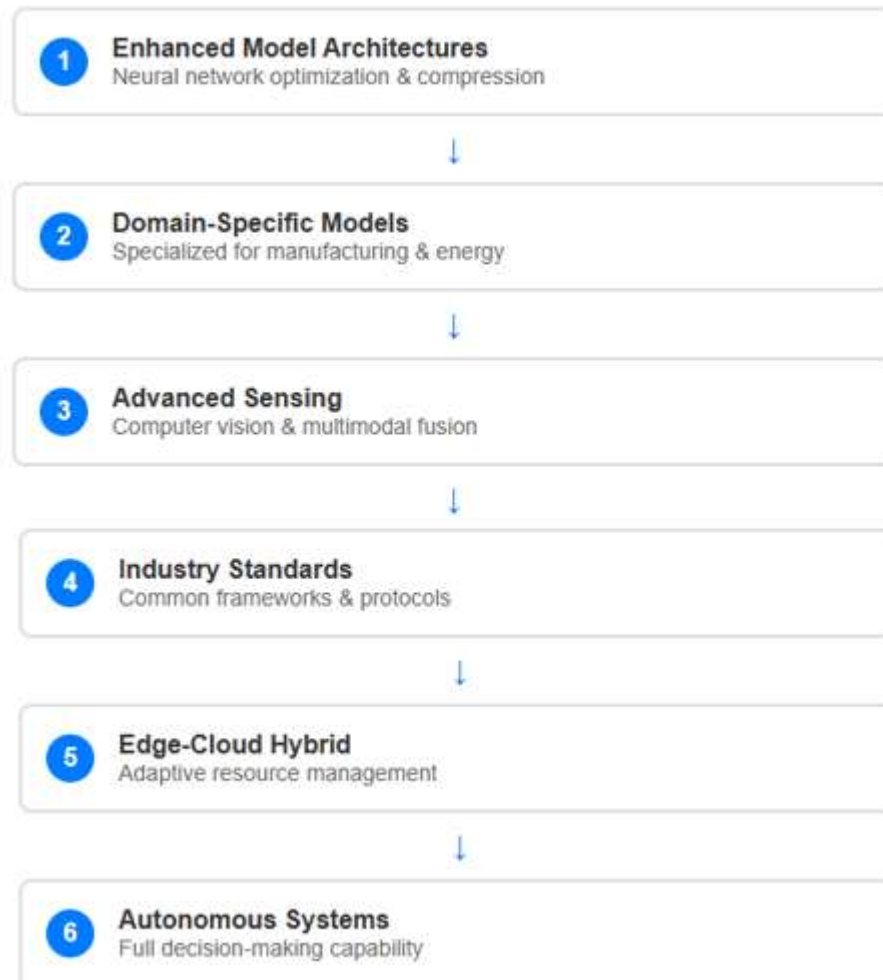 1
Enhanced Model Architectures
Neural network optimization & compression
↓
2
Domain-Specific Models
Specialized for manufacturing & energy
↓
3
Advanced Sensing
Computer vision & multimodal fusion
↓
4
Industry Standards
Common frameworks & protocols
↓
5
Edge-Cloud Hybrid
Adaptive resource management
↓
6
Autonomous Systems
Full decision-making capability